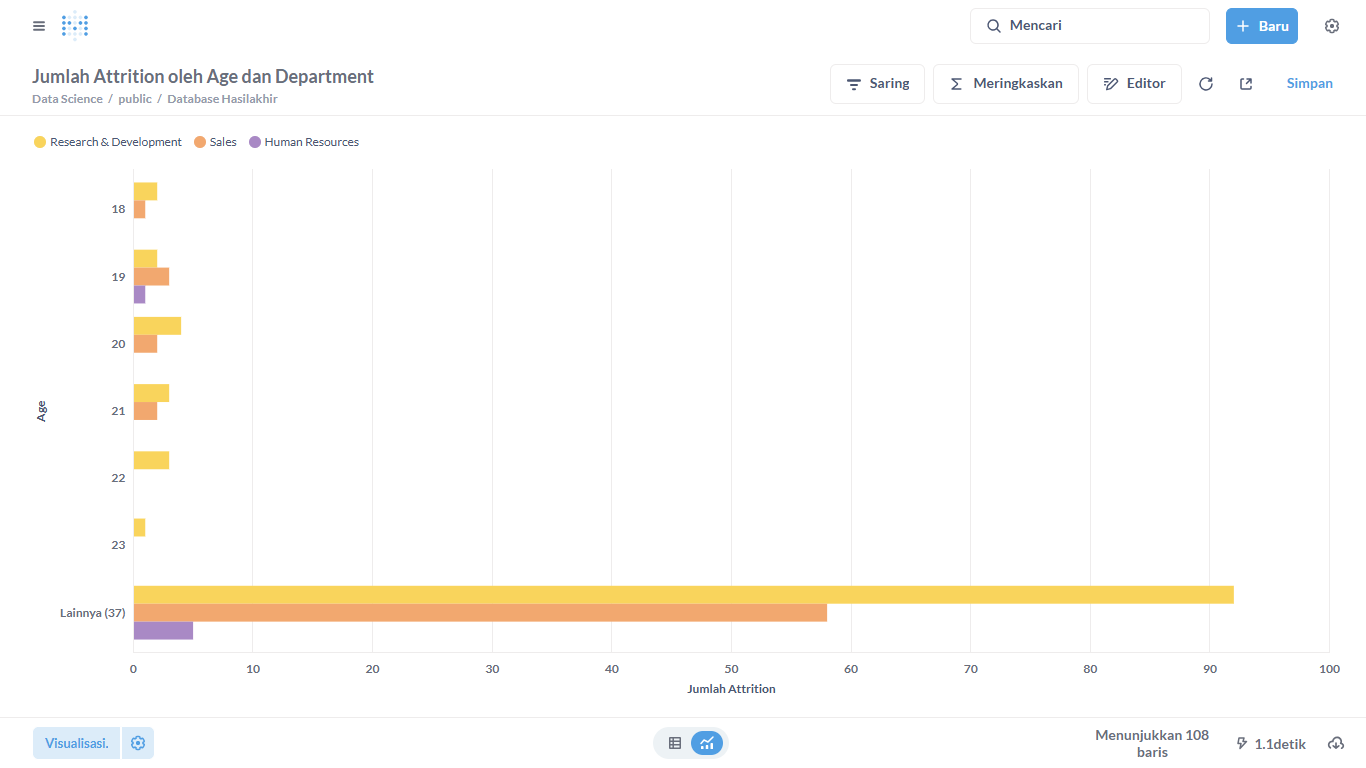 Mencari
Baru
Jumlah Attrition oleh Age dan Department
Data Science / public / Database Hasilakhir
Saring
Meringkaskan
Editor
Simpan
Research & Development
Sales
Human Resources
18
19
20
21
22
23
Lainnya (37)
Age
0 10 20 30 40 50 60 70 80 90 100
Jumlah Attrition
Visualisasi.
Menunjukkan 108
baris
1.1detik